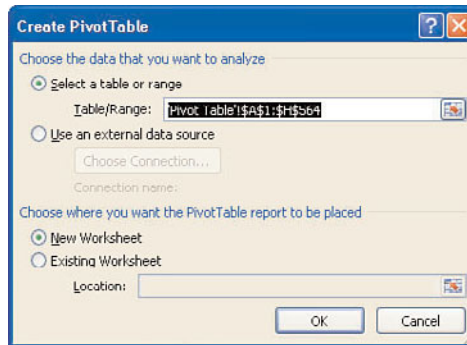 Create PivotTable
Choose the data that you want to analyze
Select a table or range
Table/Range: 'Pivot Table'!$A$1:$H$564
Use an external data source
Choose Connection...
Connection name:
Choose where you want the PivotTable report to be placed
New Worksheet
Existing Worksheet
Location:
OK Cancel